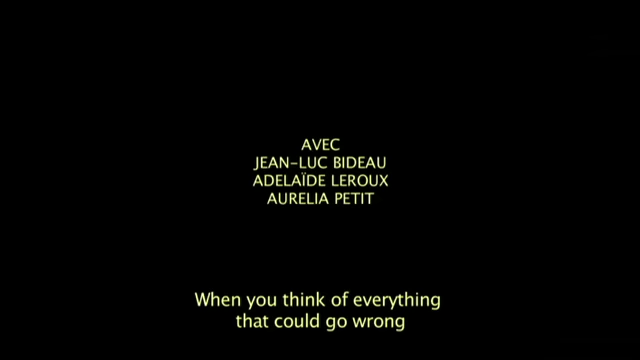 AVEC
JEAN-LUC BIDEAU
ADELAÏDE LEROUX
AURELIA PETIT
When you think of everything
that could go wrong